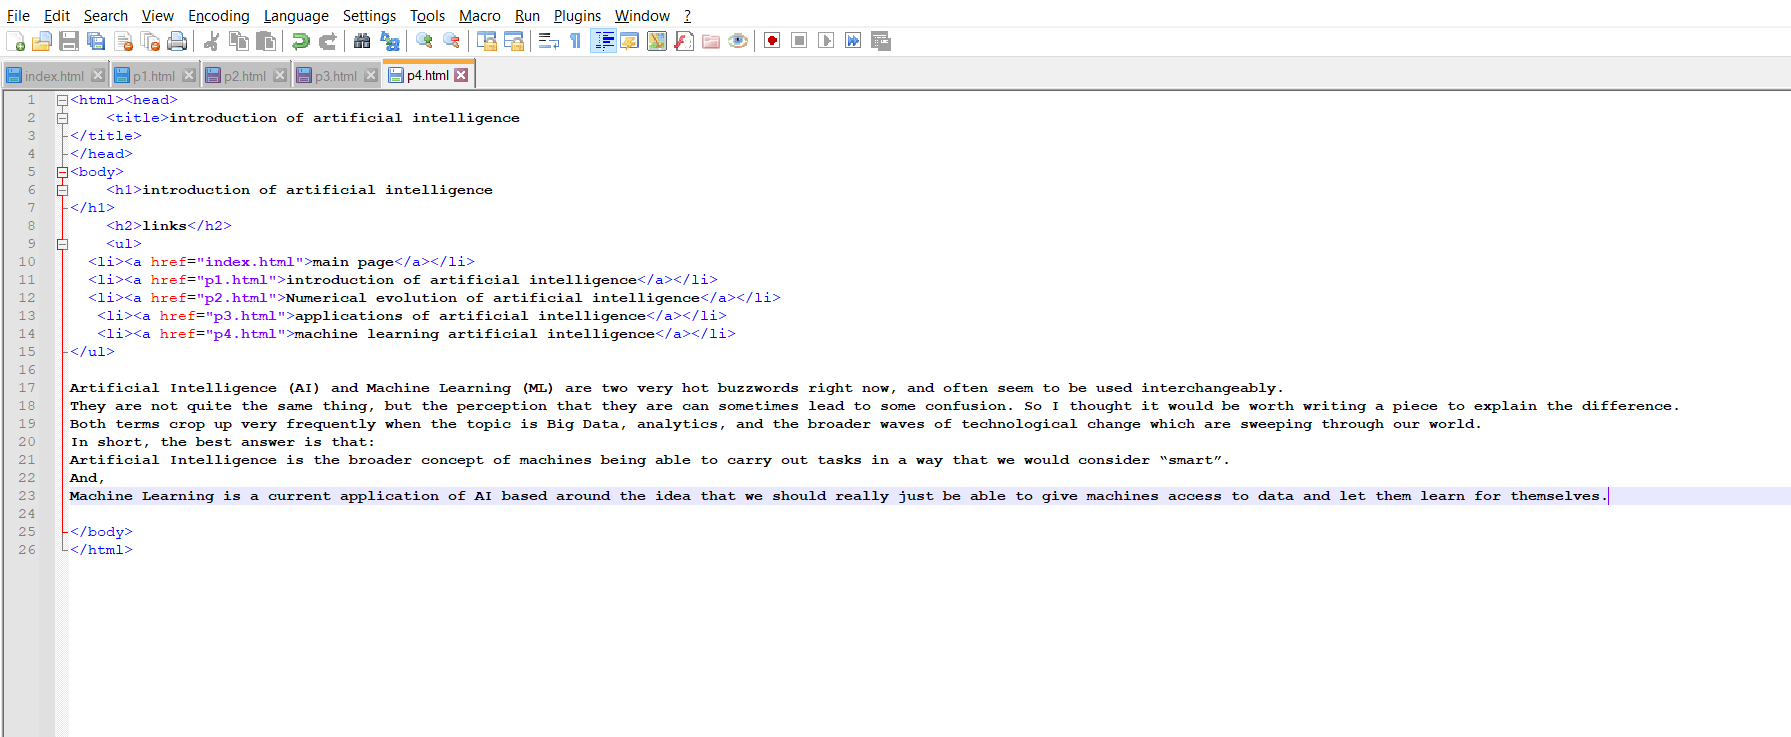 File Edit Search View Encoding Language Settings Tools Macro Run Plugins Window ?
index.html p1.html p2.html p3.html p4.html
1 <html><head>
2 <title>introduction of artificial intelligence
3 </title>
4 </head>
5 <body>
6 <h1>introduction of artificial intelligence
7 </h1>
8 <h2>links</h2>
9 <ul>
10 <li><a href="index.html">main page</a></li>
11 <li><a href="p1.html">introduction of artificial intelligence</a></li>
12 <li><a href="p2.html">Numerical evolution of artificial intelligence</a></li>
13 <li><a href="p3.html">applications of artificial intelligence</a></li>
14 <li><a href="p4.html">machine learning artificial intelligence</a></li>
15 </ul>
16
17 Artificial Intelligence (AI) and Machine Learning (ML) are two very hot buzzwords right now, and often seem to be used interchangeably.
18 They are not quite the same thing, but the perception that they are can sometimes lead to some confusion. So I thought it would be worth writing a piece to explain the difference.
19 Both terms crop up very frequently when the topic is Big Data, analytics, and the broader waves of technological change which are sweeping through our world.
20 In short, the best answer is that:
21 Artificial Intelligence is the broader concept of machines being able to carry out tasks in a way that we would consider “smart”.
22 And,
23 Machine Learning is a current application of AI based around the idea that we should really just be able to give machines access to data and let them learn for themselves.
24
25 </body>
26 </html>